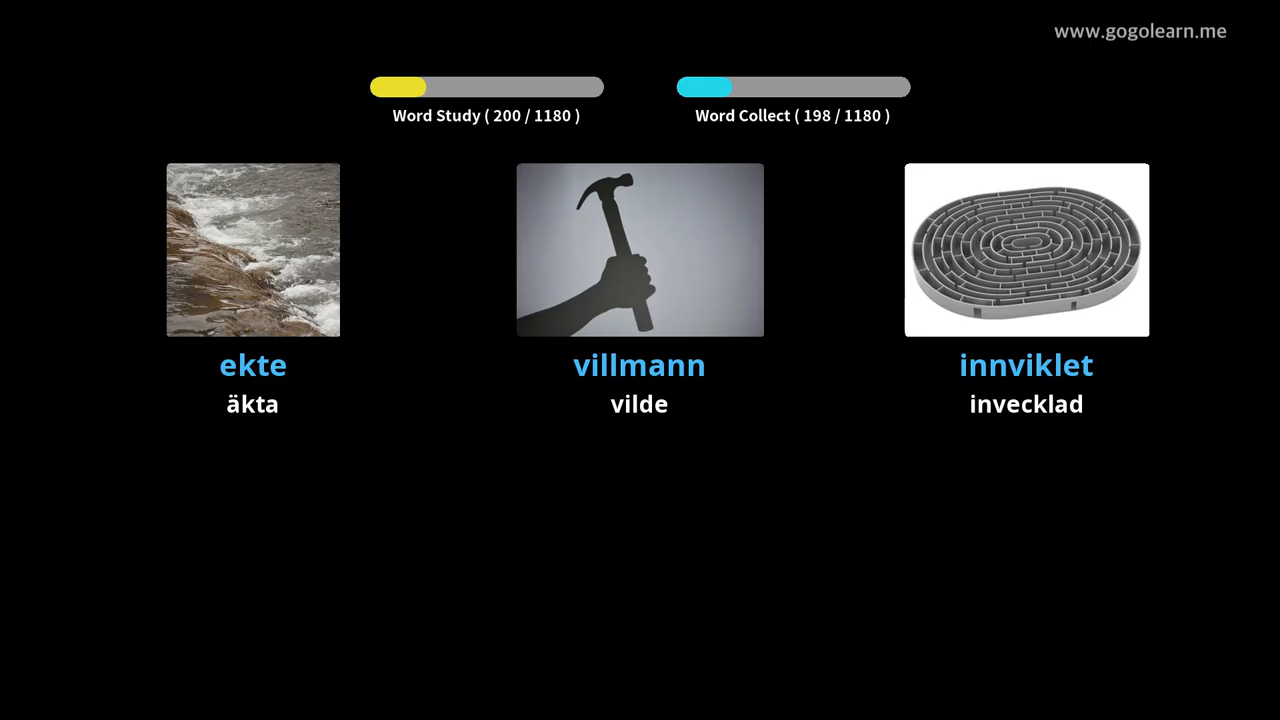 www.gogolearn.me
Word Study ( 200 / 1180 )
Word Collect ( 198 / 1180 )
ekte
äkta
villmann
vilde
innviklet
invecklad